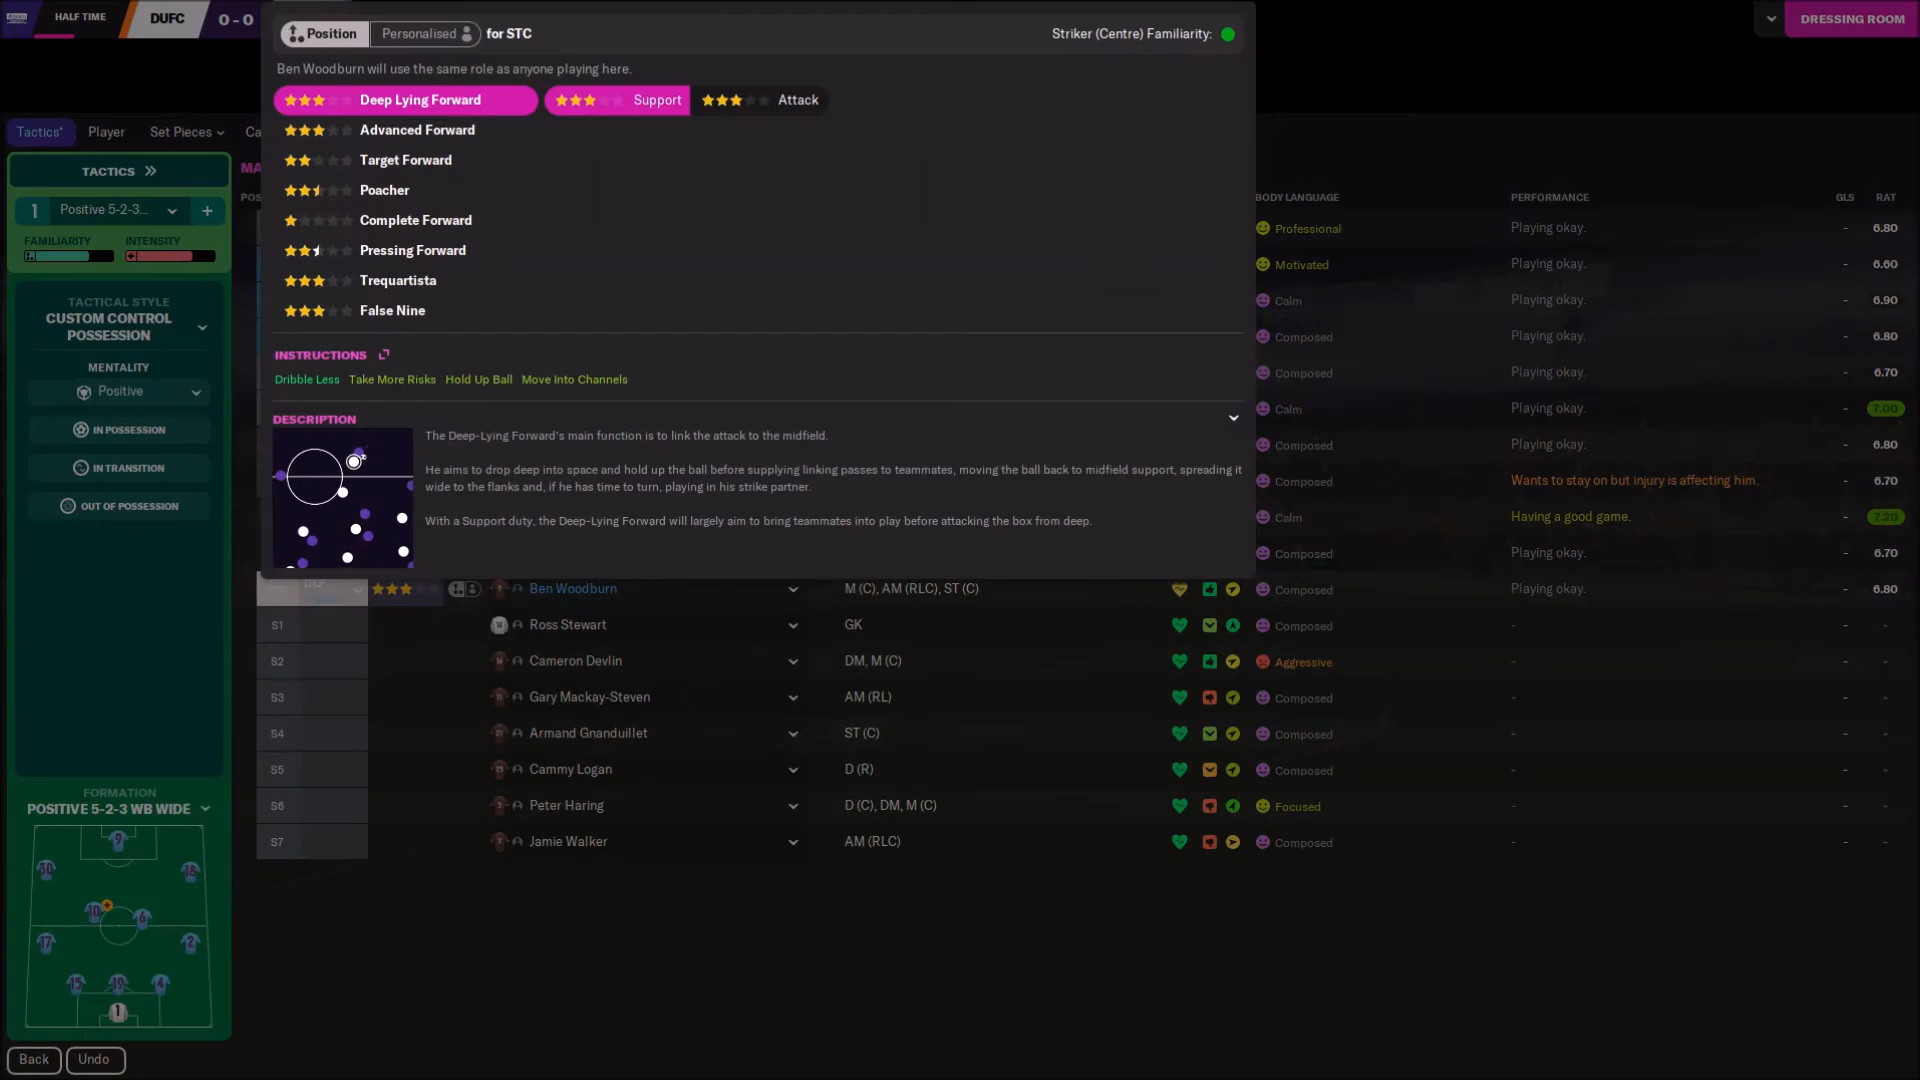 HALF TIME
DUFC
0 - 0
DRESSING ROOM
Position
Personalised
for STC
Striker (Centre) Familiarity:
Ben Woodburn will use the same role as anyone playing here.
Deep Lying Forward
Support
Attack
Advanced Forward
Target Forward
Poacher
Complete Forward
Pressing Forward
Trequartista
False Nine
INSTRUCTIONS
Dribble Less Take More Risks Hold Up Ball Move Into Channels
DESCRIPTION
The Deep-Lying Forward's main function is to link the attack to the midfield.
He aims to drop deep into space and hold up the ball before supplying linking passes to teammates, moving the ball back to midfield support, spreading it
wide to the flanks and, if he has time to turn, playing in his strike partner.
With a Support duty, the Deep-Lying Forward will largely aim to bring teammates into play before attacking the box from deep.
Tactics* Player Set Pieces Ca
TACTICS
1 Positive 5-2-3...
+
FAMILIARITY INTENSITY
TACTICAL STYLE
CUSTOM CONTROL
POSSESSION
MENTALITY
Positive
IN POSSESSION
IN TRANSITION
OUT OF POSSESSION
FORMATION
POSITIVE 5-2-3 WB WIDE
9
30 18
10 6
17 2
15 19 4
1
Back Undo
MA
POS
BODY LANGUAGE PERFORMANCE GLS RAT
Professional Playing okay. - 6.80
Motivated Playing okay. - 6.60
Calm Playing okay. - 6.90
Composed Playing okay. - 6.80
Composed Playing okay. - 6.70
Calm Playing okay. - 7.00
Composed Playing okay. - 6.80
Composed Wants to stay on but injury is affecting him. - 6.70
Calm Having a good game. - 7.20
Composed Playing okay. - 6.70
Ben Woodburn M (C), AM (RLC), ST (C) Composed Playing okay. - 6.80
S1 Ross Stewart GK Composed - - -
S2 Cameron Devlin DM, M (C) Aggressive - - -
S3 Gary Mackay-Steven AM (RL) Composed - - -
S4 Armand Gnanduillet ST (C) Composed - - -
S5 Cammy Logan D (R) Composed - - -
S6 Peter Haring D (C), DM, M (C) Focused - - -
S7 Jamie Walker AM (RLC) Composed - - -